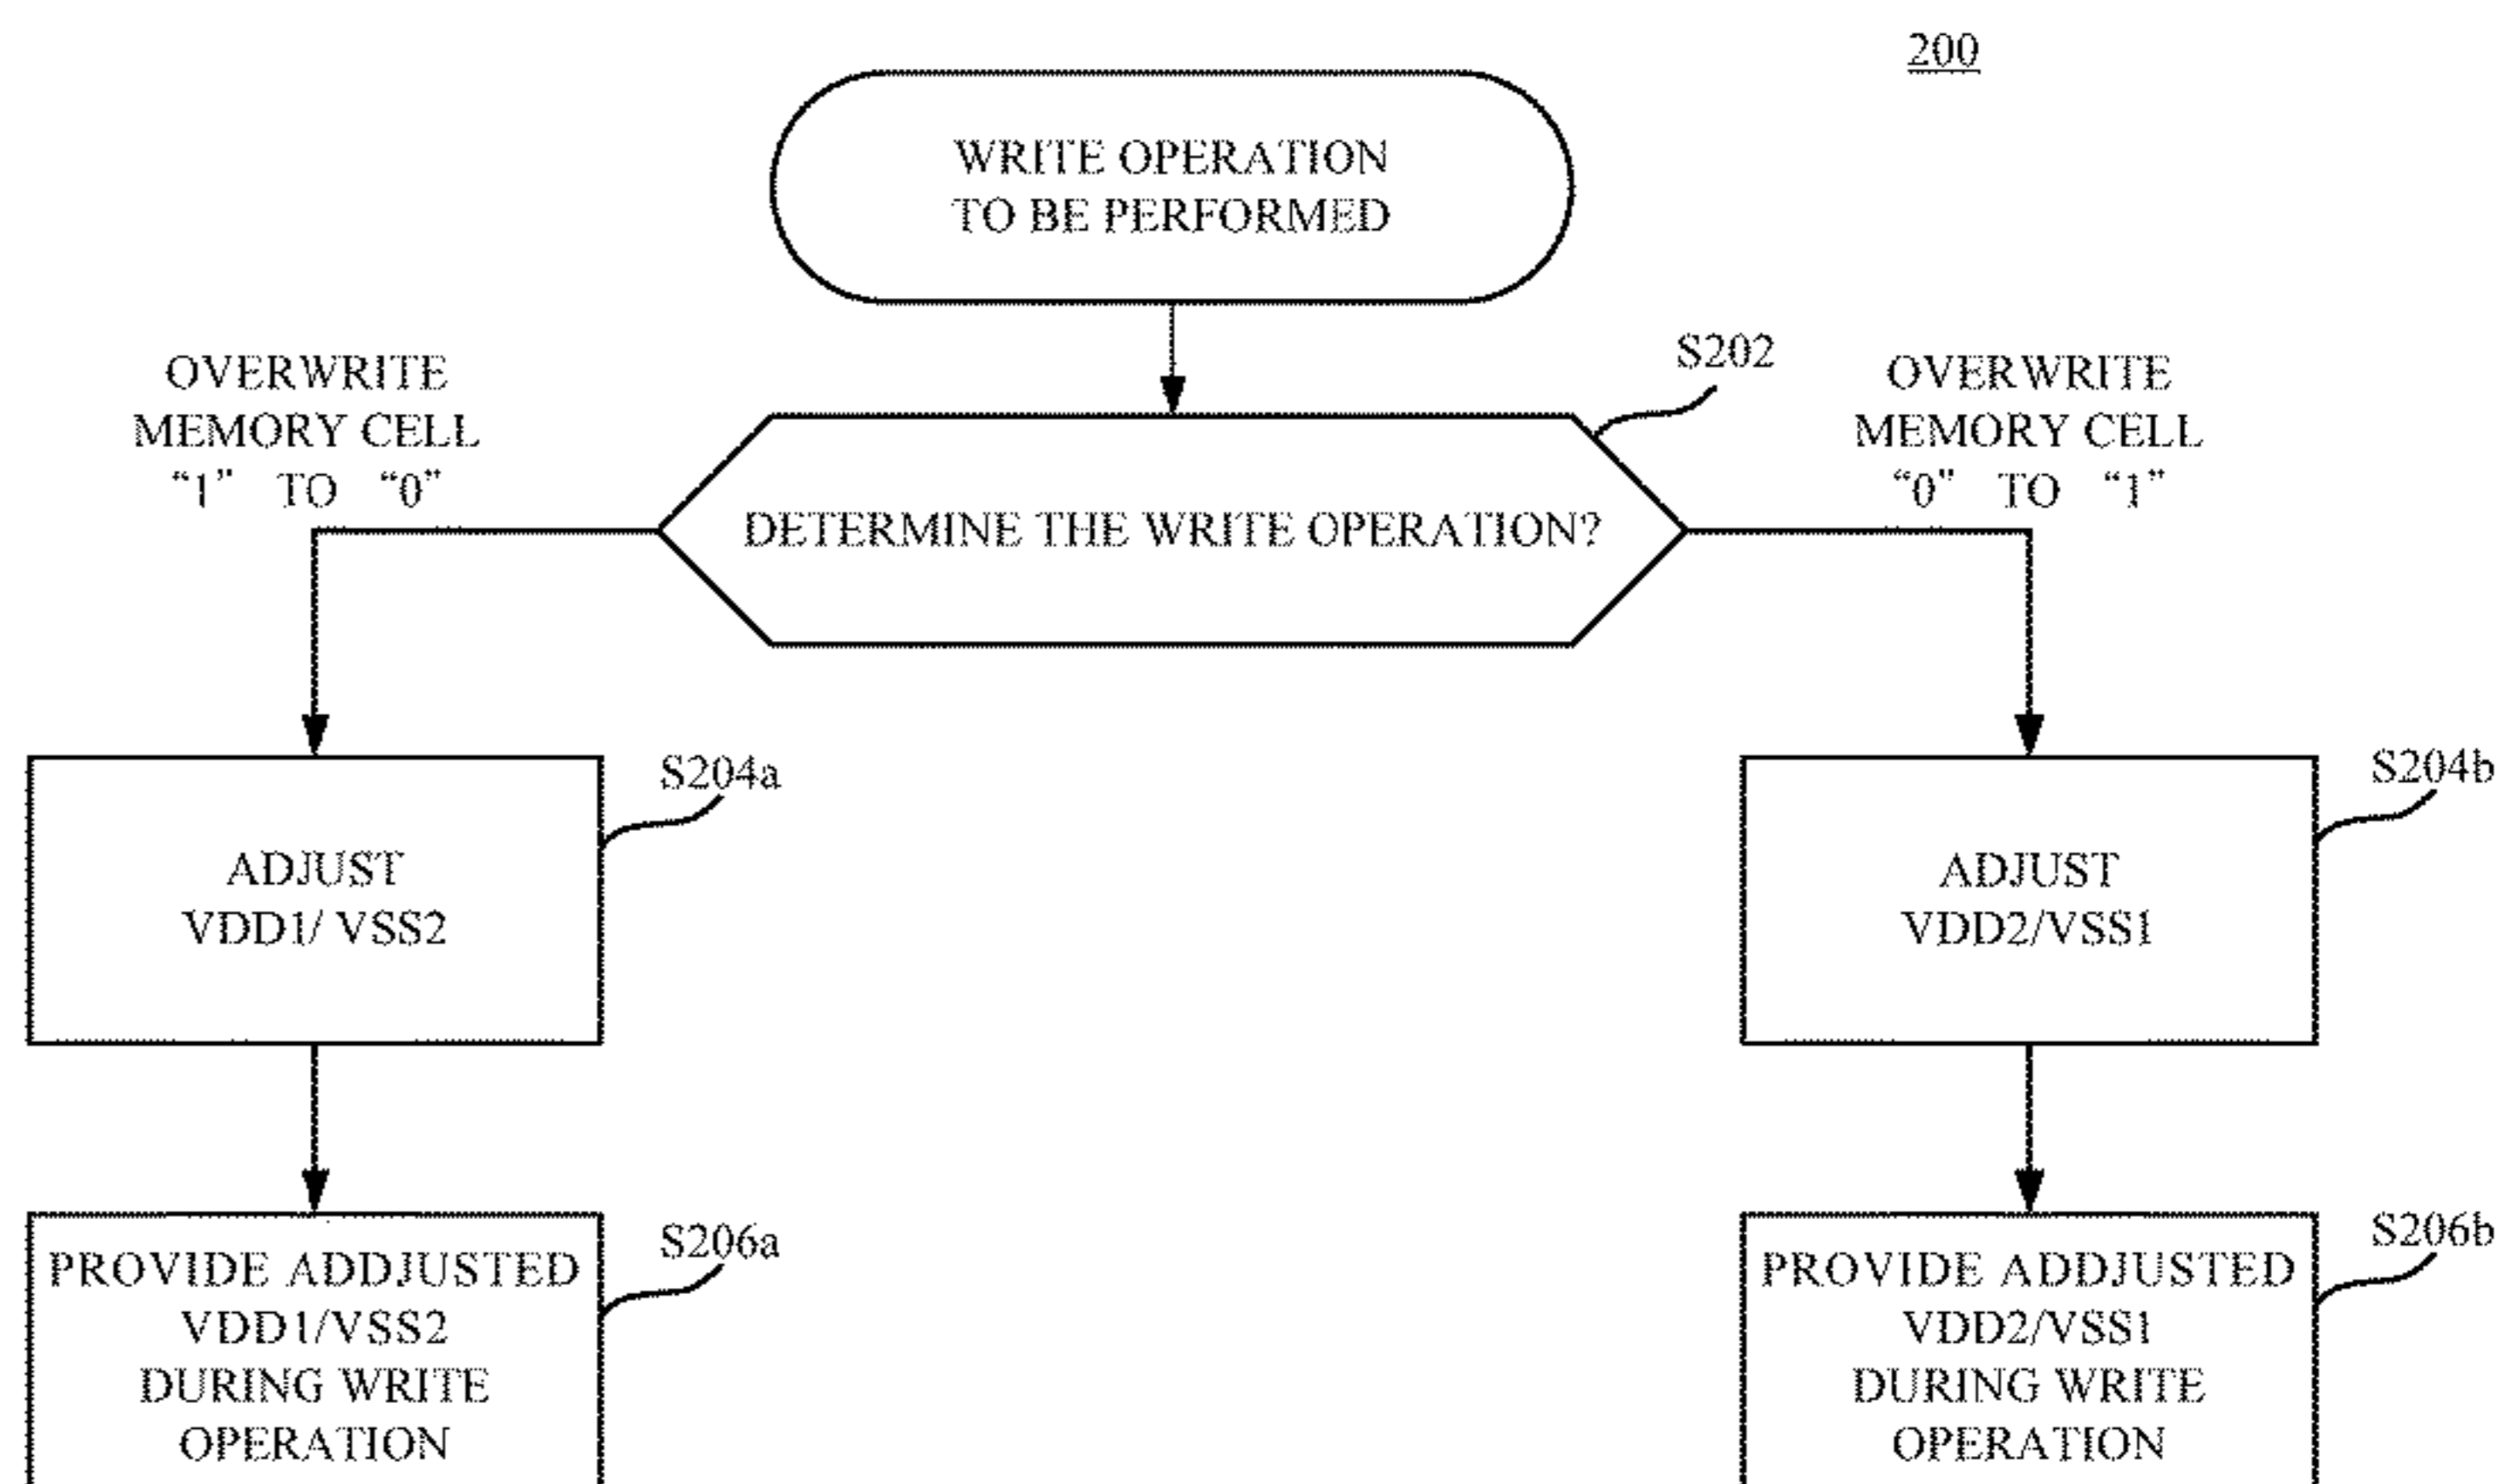 200
WRITE OPERATION
TO BE PERFORMED
S202
OVERWRITE
MEMORY CELL
“1” TO “0”
OVERWRITE
MEMORY CELL
“0” TO “1”
DETERMINE THE WRITE OPERATION?
S204a
ADJUST
VDD1/ VSS2
S204b
ADJUST
VDD2/VSS1
S206a
PROVIDE ADDJUSTED
VDD1/VSS2
DURING WRITE
OPERATION
S206b
PROVIDE ADDJUSTED
VDD2/VSS1
DURING WRITE
OPERATION